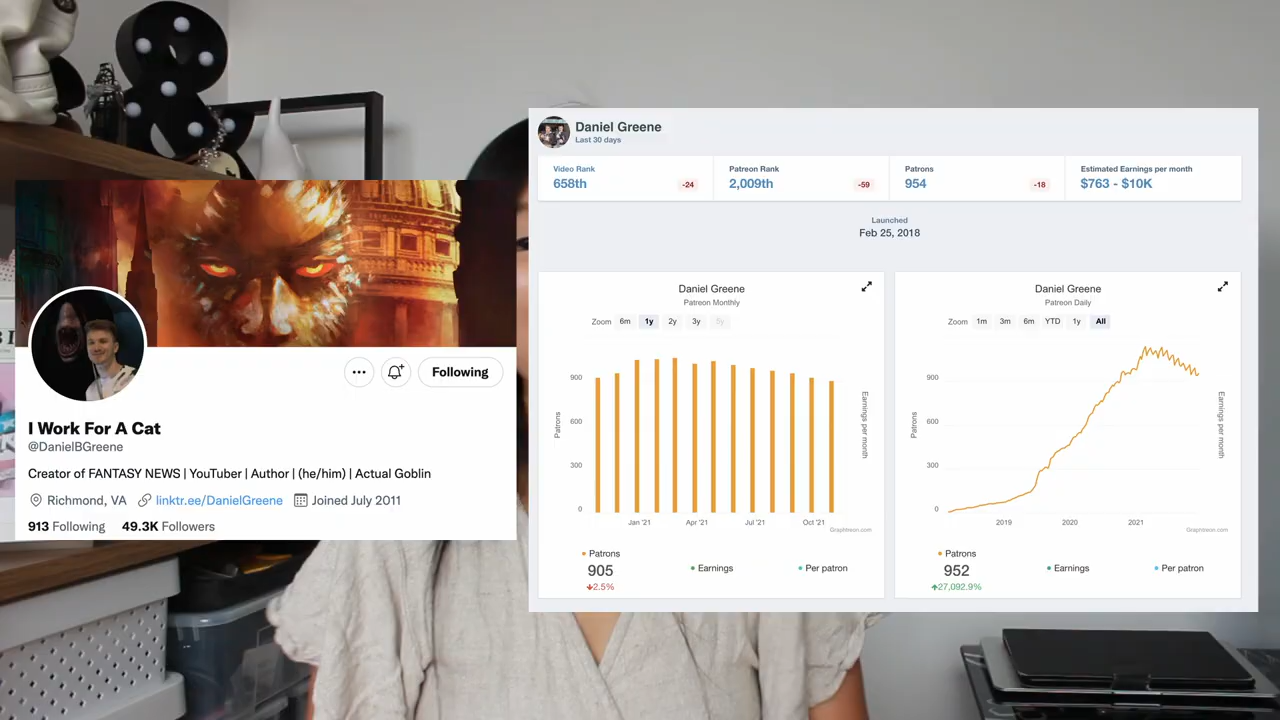 •••
Following
I Work For A Cat
@DanielBGreene
Creator of FANTASY NEWS | YouTuber | Author | (he/him) | Actual Goblin
Richmond, VA linktr.ee/DanielGreene Joined July 2011
913 Following 49.3K Followers
Daniel Greene
Last 30 days
Video Rank
658th
-24
Patreon Rank
2,009th
-59
Patrons
954
-18
Estimated Earnings per month
$763 - $10K
Launched
Feb 25, 2018
Daniel Greene
Patreon Monthly
Zoom 6m 1y 2y 3y 5y
Patrons
900
600
300
0
Earnings per month
Jan '21 Apr '21 Jul '21 Oct '21
Graphtreon.com
Patrons
905
2.5%
Earnings
Per patron
Daniel Greene
Patreon Daily
Zoom 1m 3m 6m YTD 1y All
Patrons
900
600
300
0
Earnings per month
2019 2020 2021
Graphtreon.com
Patrons
952
27,092.9%
Earnings
Per patron